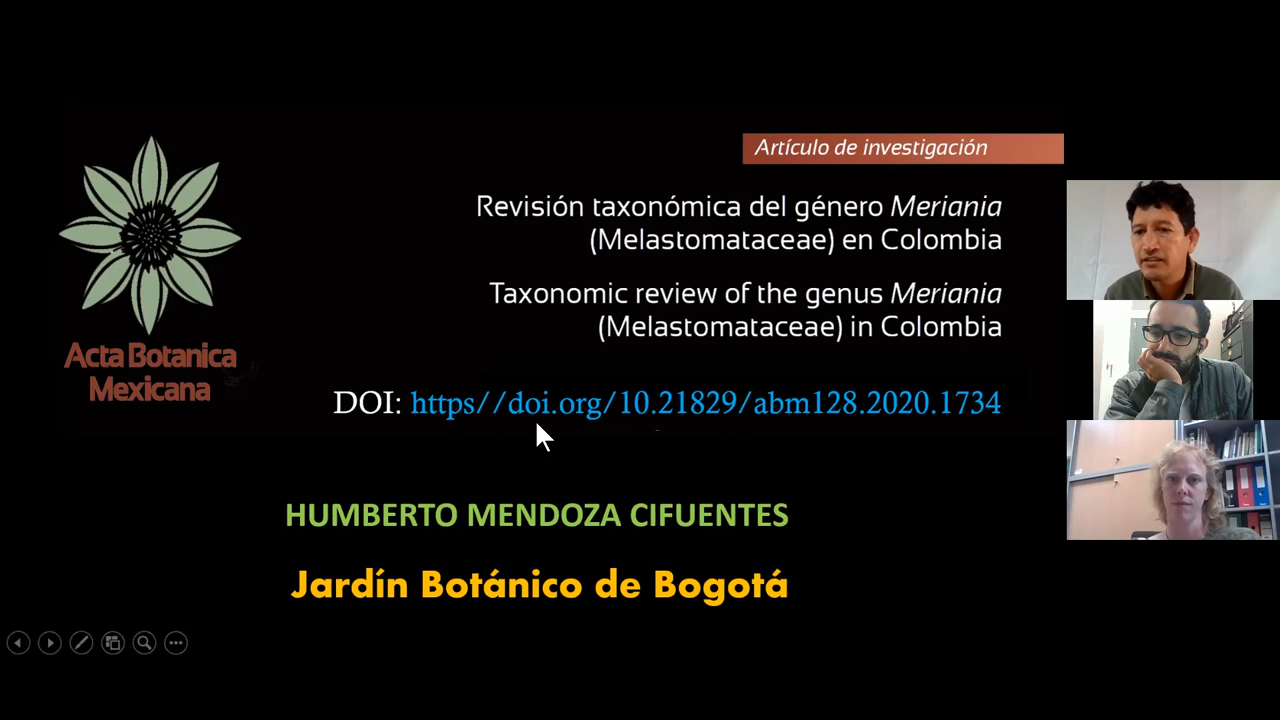 Artículo de investigación
Revisión taxonómica del género Meriania
(Melastomataceae) en Colombia
Taxonomic review of the genus Meriania
(Melastomataceae) in Colombia
Acta Botanica
Mexicana
DOI: https//doi.org/10.21829/abm128.2020.1734
HUMBERTO MENDOZA CIFUENTES
Jardín Botánico de Bogotá